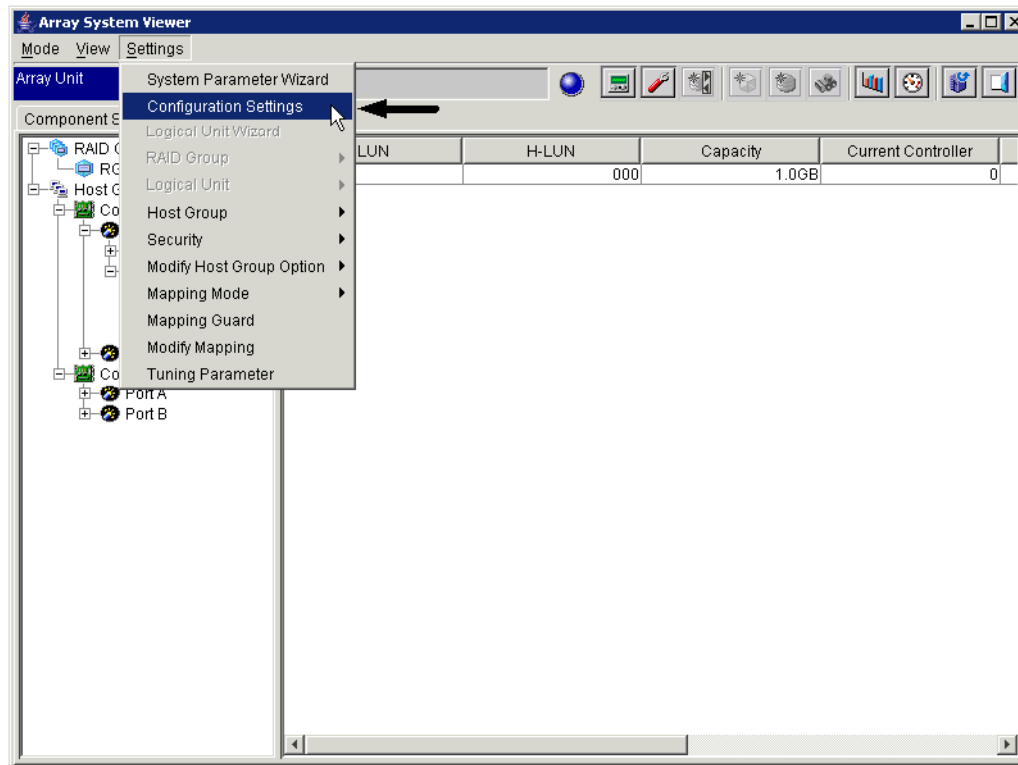 Array System Viewer
Mode View Settings
Array Unit
System Parameter Wizard
Configuration Settings
Logical Unit Wizard
RAID Group
Logical Unit
Host Group
Security
Modify Host Group Option
Mapping Mode
Mapping Guard
Modify Mapping
Tuning Parameter
Component
LUN H-LUN Capacity Current Controller
000 1.0GB 0
RAID
RG
Host
Co
Co
Port A
Port B